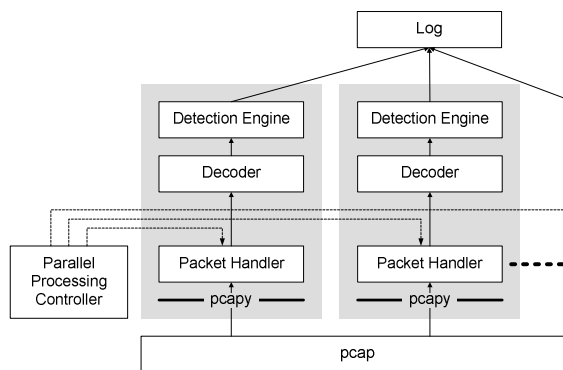 Log
Detection Engine
Detection Engine
Decoder
Decoder
Parallel
Processing
Controller
Packet Handler
Packet Handler
pcapy
pcapy
pcap